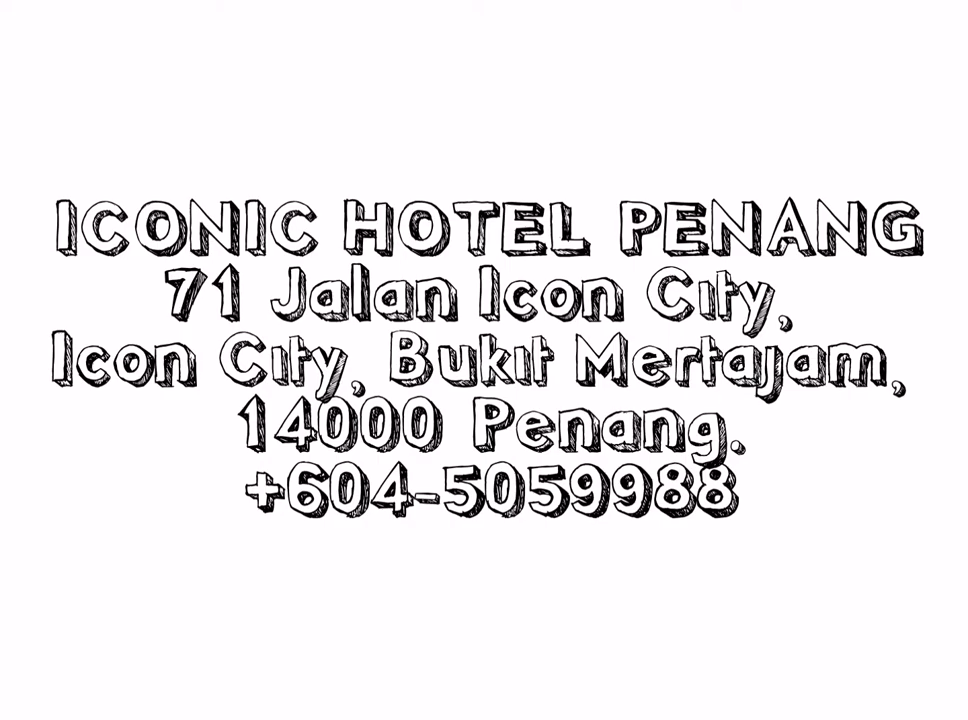 ICONIC HOTEL PENANG
71 Jalan Icon City,
Icon City, Bukit Mertajam,
14000 Penang.
+604-5059988